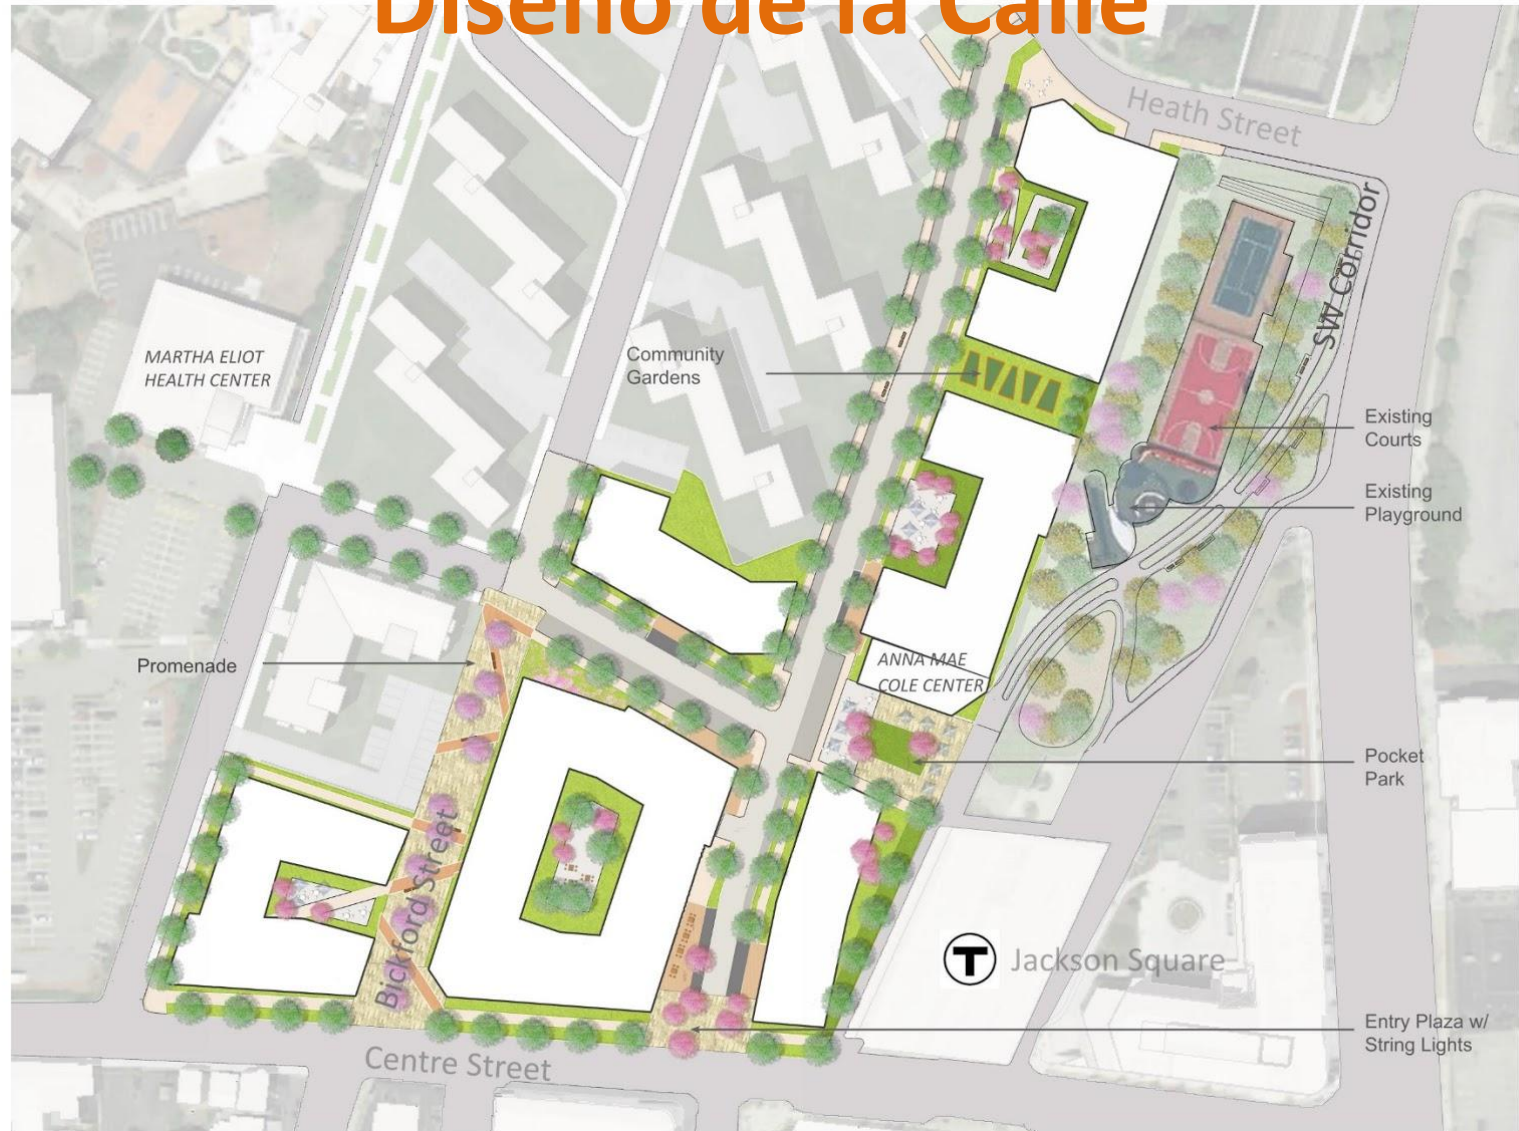 Diseño de la Calle
Heath Street
SW Corridor
MARTHA ELIOT
HEALTH CENTER
Community
Gardens
Existing
Courts
Existing
Playground
Promenade
ANNA MAE
COLE CENTER
Pocket
Park
Bickford Street
T Jackson Square
Entry Plaza w/
String Lights
Centre Street